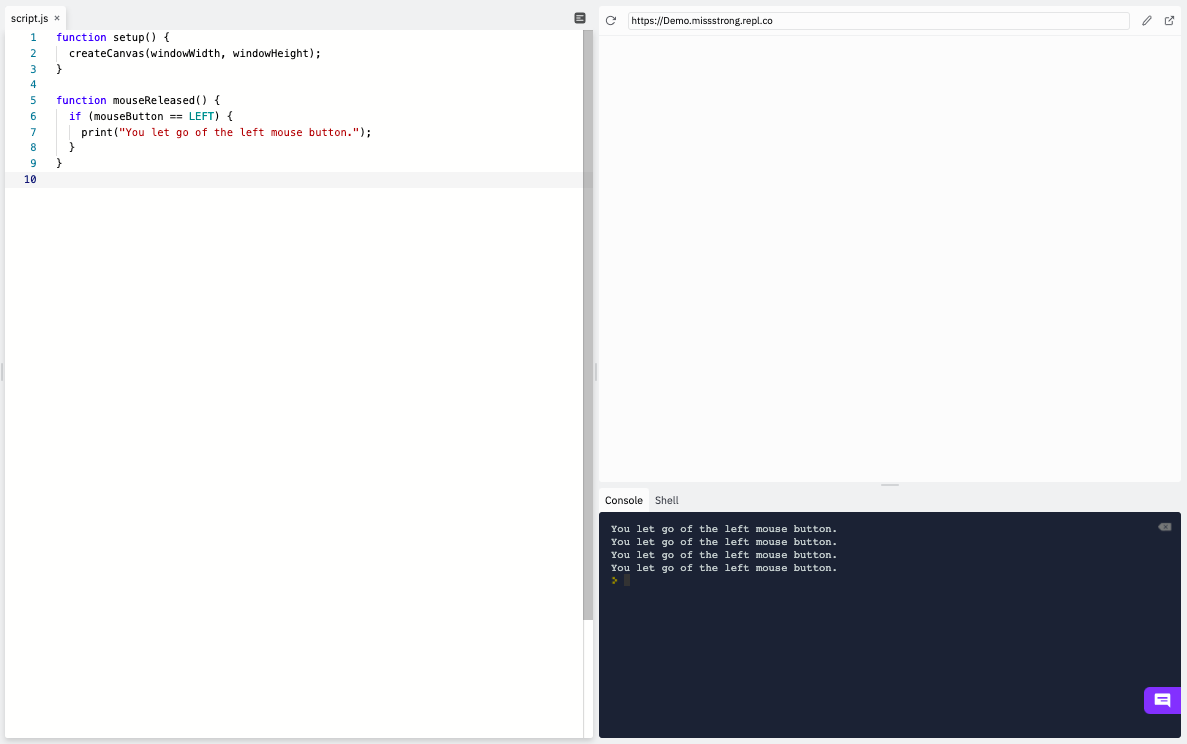 script.js ×
1 function setup() {
2 createCanvas(windowWidth, windowHeight);
3 }
4
5 function mouseReleased() {
6 if (mouseButton == LEFT) {
7 print("You let go of the left mouse button.");
8 }
9 }
10
https://Demo.missstrong.repl.co
Console Shell
You let go of the left mouse button.
You let go of the left mouse button.
You let go of the left mouse button.
You let go of the left mouse button.
>